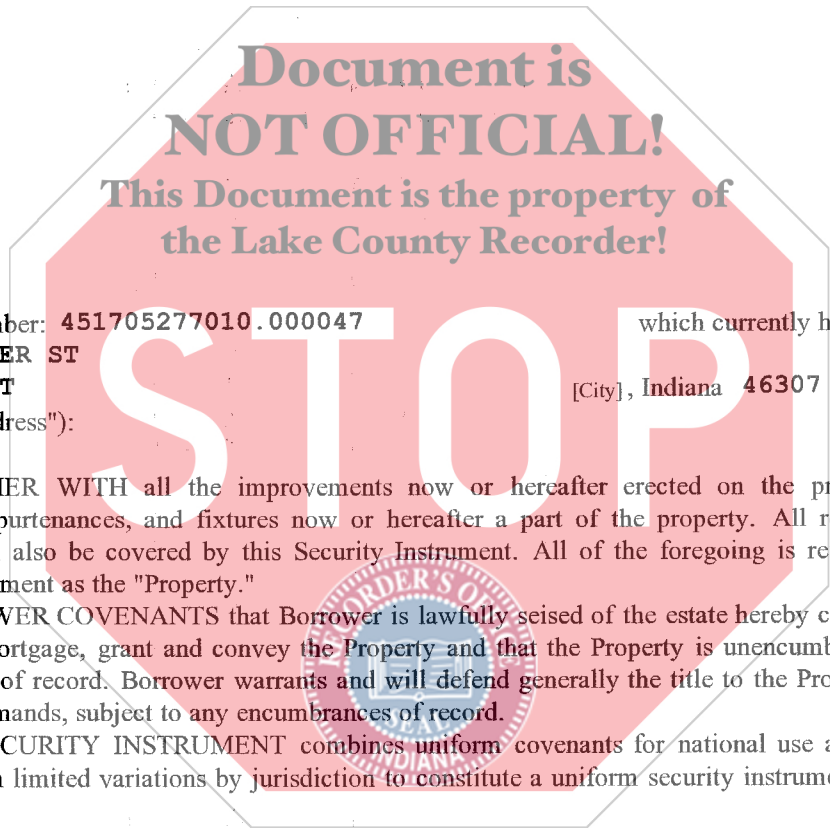 Document is
NOT OFFICIAL!
This Document is the property of
the Lake County Recorder!
STOP
ber: 451705277010.000047 which currently h
ER ST
T [City], Indiana 46307
dress"):
IER WITH all the improvements now or hereafter erected on the pr
purtenances, and fixtures now or hereafter a part of the property. All r
also be covered by this Security Instrument. All of the foregoing is re
ment as the "Property."
WER COVENANTS that Borrower is lawfully seised of the estate hereby c
ortgage, grant and convey the Property and that the Property is unencumb
of record. Borrower warrants and will defend generally the title to the Pro
mands, subject to any encumbrances of record.
CURITY INSTRUMENT combines uniform covenants for national use a
limited variations by jurisdiction to constitute a uniform security instrume
RECORDER'S OFFICE
SEAL
INDIANA